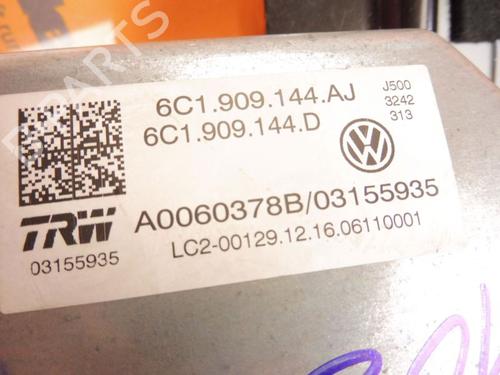 B-PARTS
6C1.909.144.AJ
J500
6C1.909.144.D
3242
313
TRW
A0060378B/03155935
03155935
LC2-00129.12.16.06110001